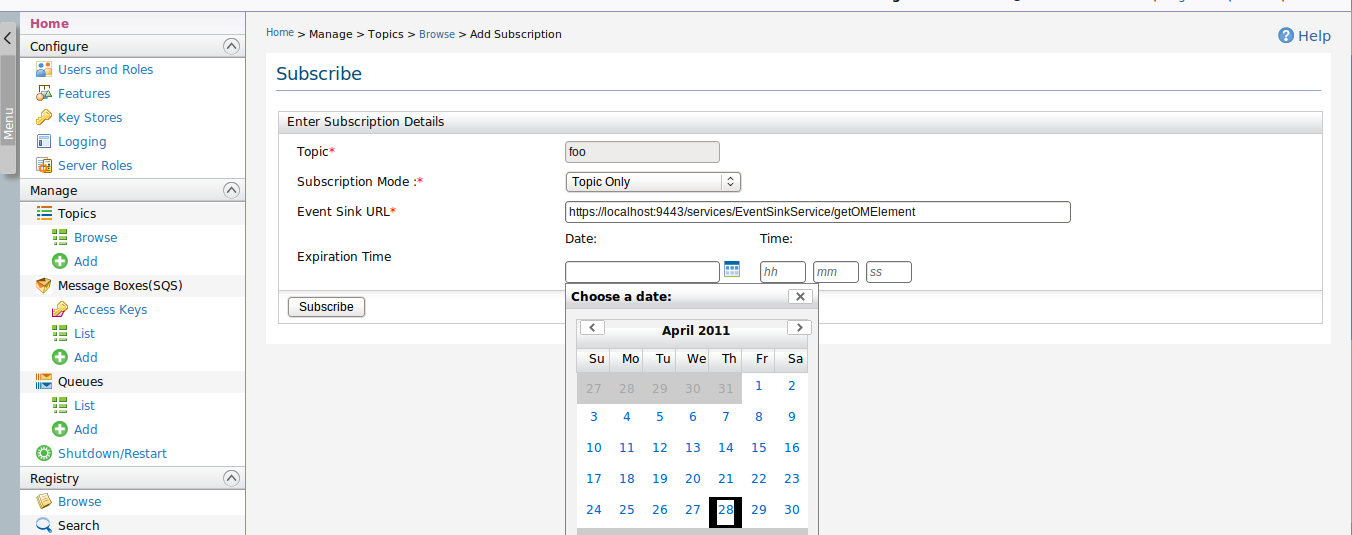 Home
Configure
Users and Roles
Features
Key Stores
Logging
Server Roles
Manage
Topics
Browse
Add
Message Boxes(SQS)
Access Keys
List
Add
Queues
List
Add
Shutdown/Restart
Registry
Browse
Search
Menu
Home > Manage > Topics > Browse > Add Subscription
Help
Subscribe
Enter Subscription Details
Topic*
foo
Subscription Mode :*
Topic Only
Event Sink URL*
https://localhost:9443/services/EventSinkService/getOMElement
Date: Time:
Expiration Time
hh mm ss
Subscribe
Choose a date:
April 2011
Su Mo Tu We Th Fr Sa
27 28 29 30 31 1 2
3 4 5 6 7 8 9
10 11 12 13 14 15 16
17 18 19 20 21 22 23
24 25 26 27 28 29 30